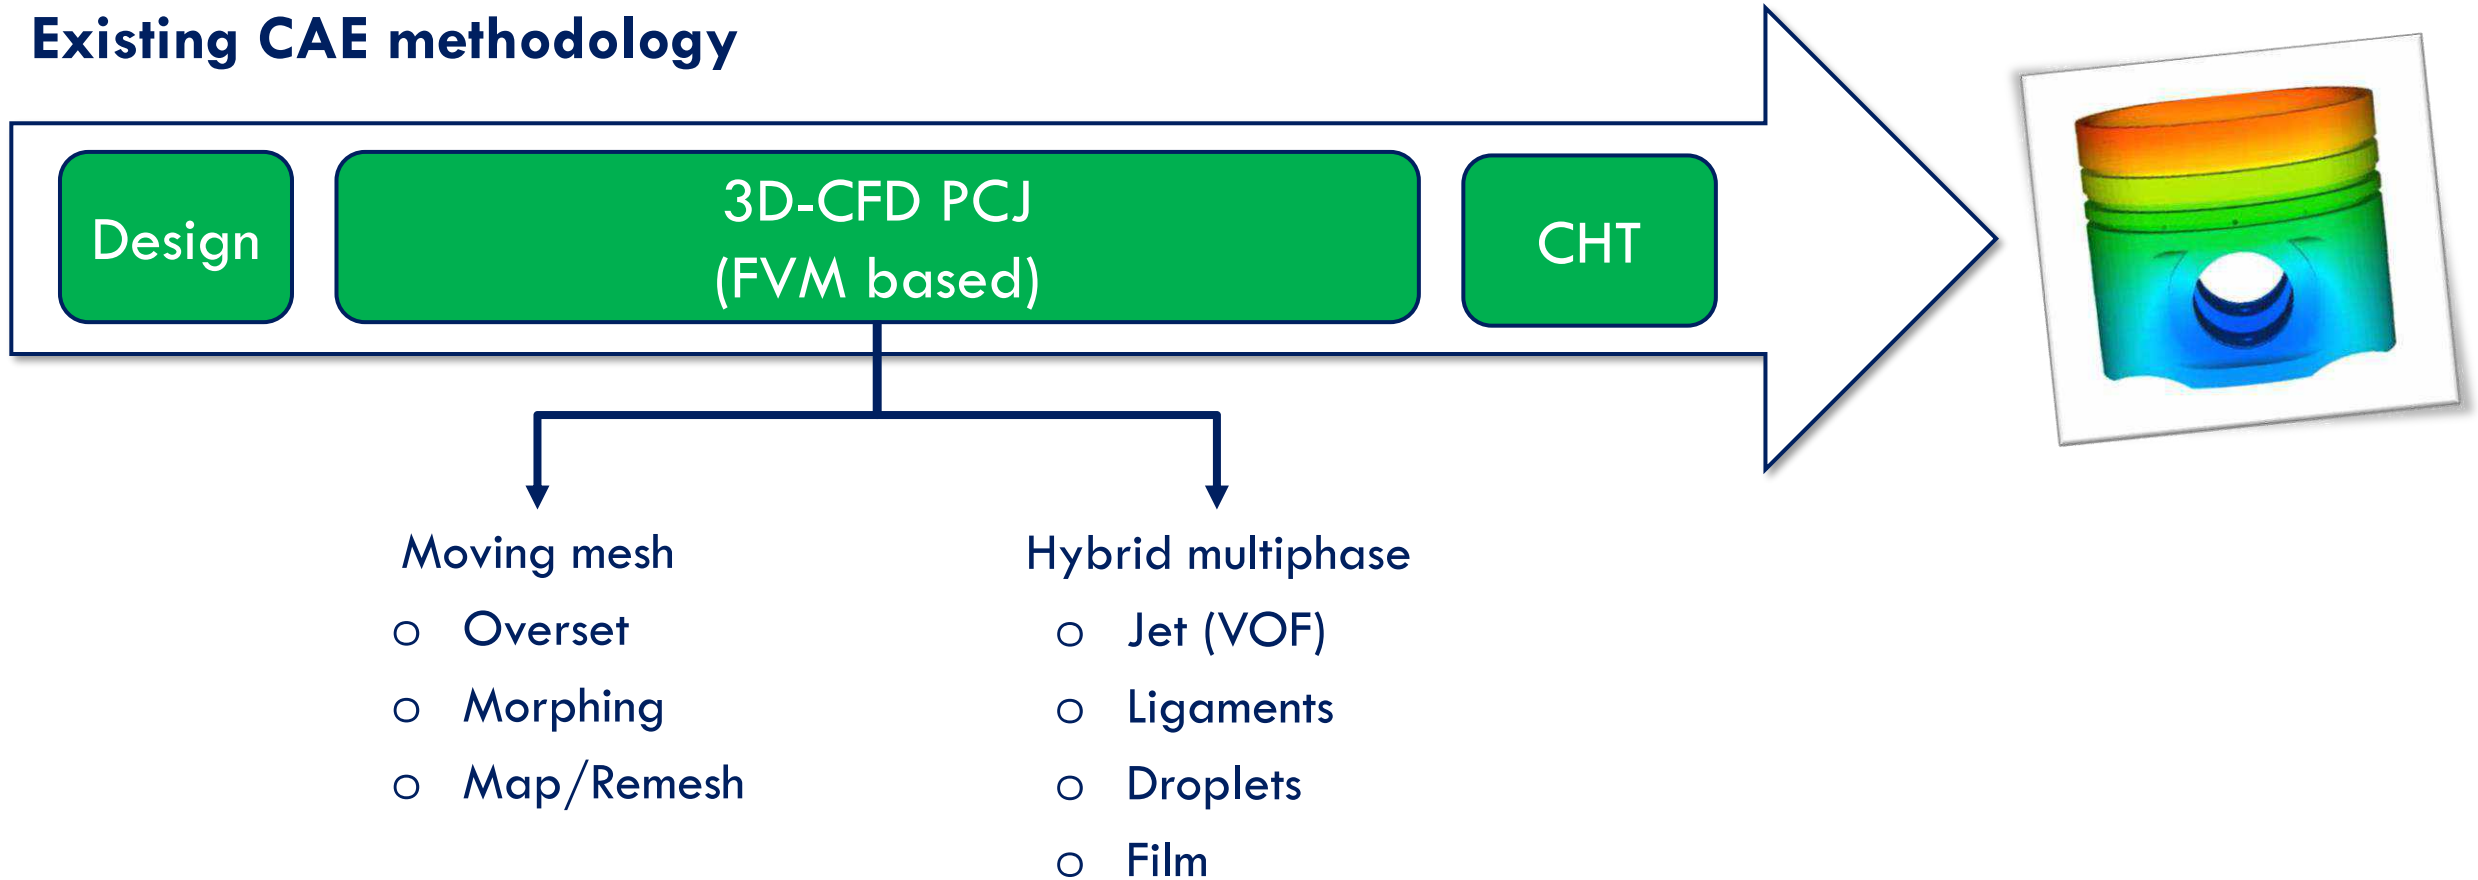 Existing CAE methodology
Design
3D-CFD PCJ
(FVM based)
CHT
Moving mesh
o Overset
o Morphing
o Map/Remesh
Hybrid multiphase
o Jet (VOF)
o Ligaments
o Droplets
o Film